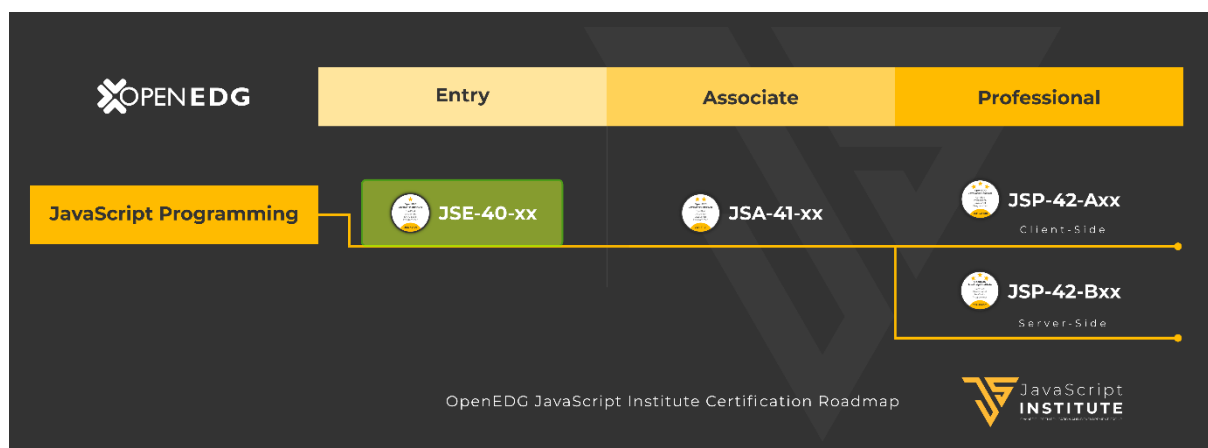 OPENEDG
Entry
Associate
Professional
JavaScript Programming
JSE-40-xx
JSA-41-xx
JSP-42-Axx
Client-Side
JSP-42-Bxx
Server-Side
OpenEDG JavaScript Institute Certification Roadmap
JavaScript
INSTITUTE